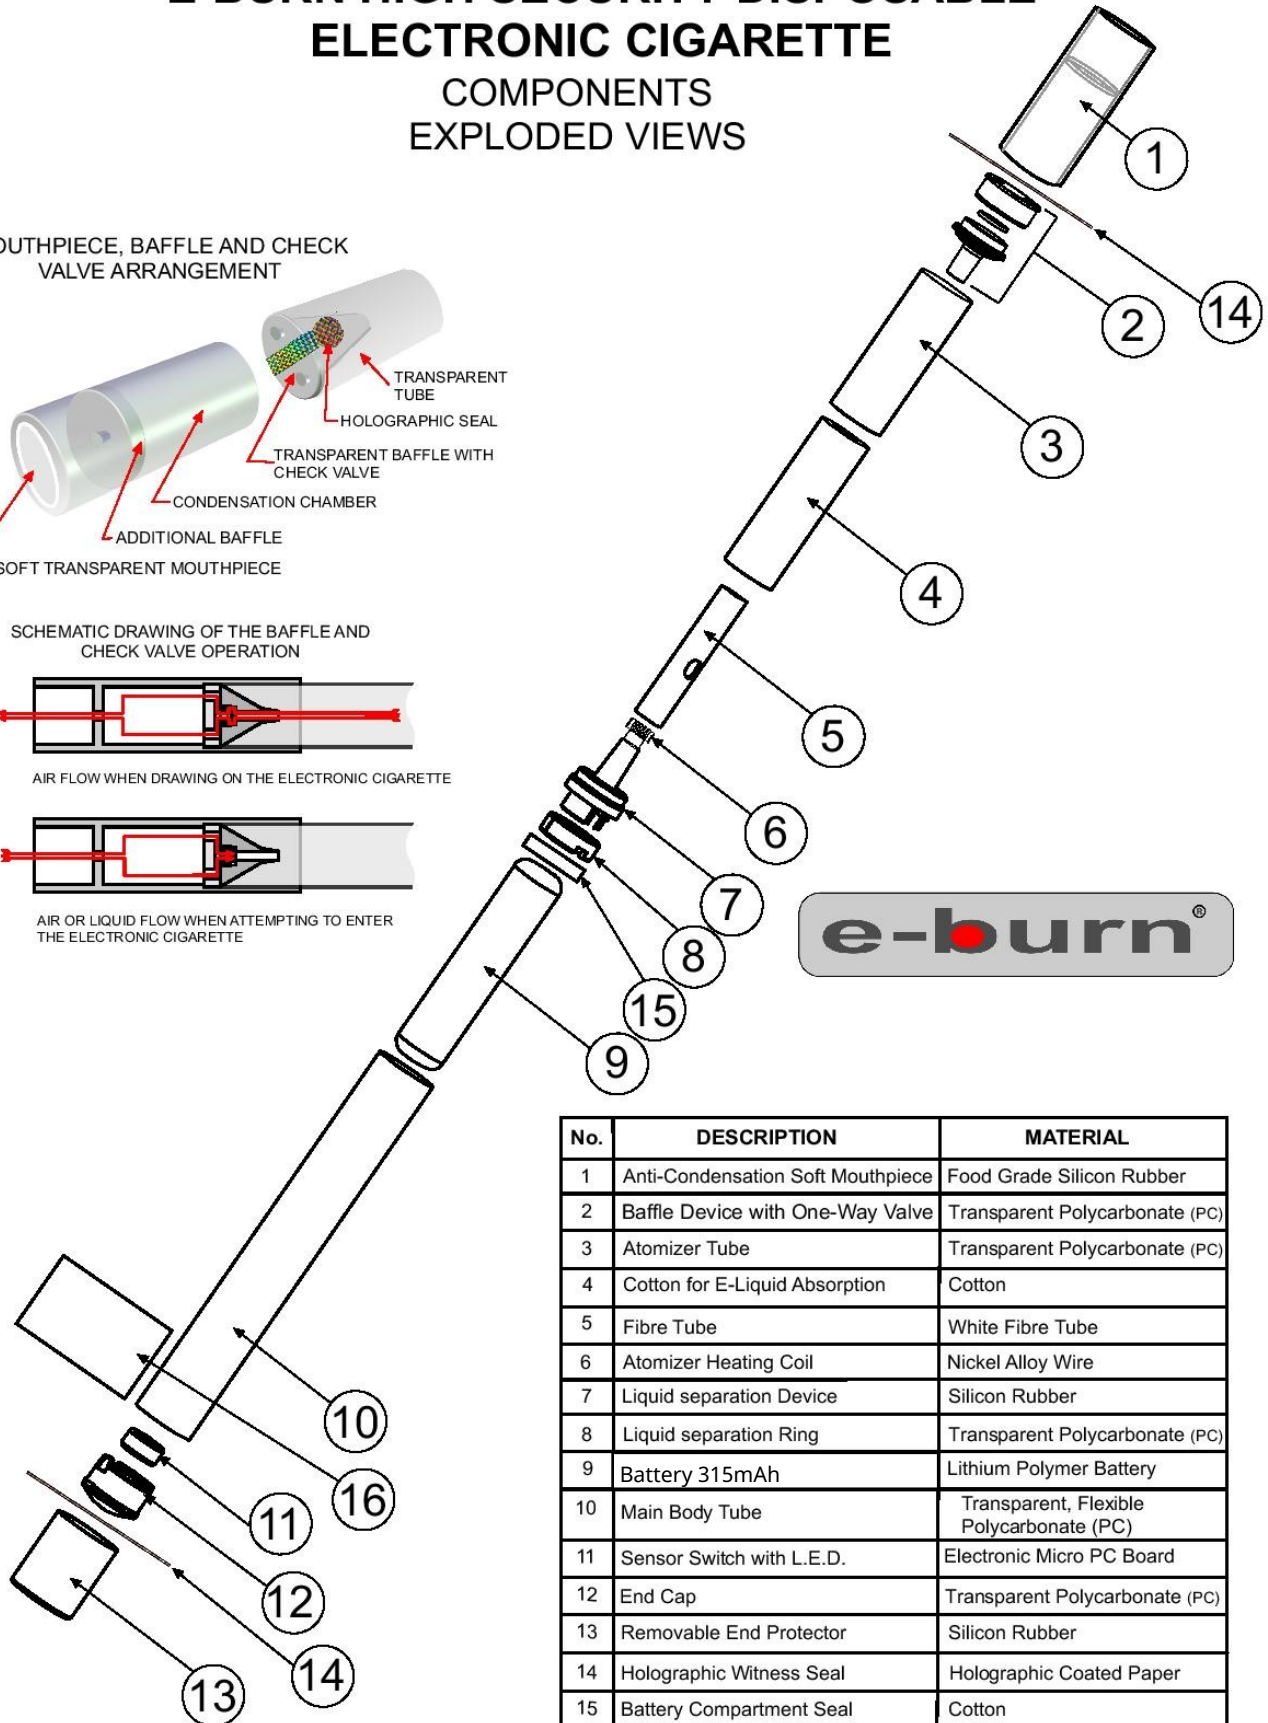 ELECTRONIC CIGARETTE
COMPONENTS
EXPLODED VIEWS
1
14
2
3
4
5
6
7
8
15
9
10
16
11
12
14
13
OUTHPIECE, BAFFLE AND CHECK
VALVE ARRANGEMENT
TRANSPARENT
TUBE
HOLOGRAPHIC SEAL
TRANSPARENT BAFFLE WITH
CHECK VALVE
CONDENSATION CHAMBER
ADDITIONAL BAFFLE
SOFT TRANSPARENT MOUTHPIECE
SCHEMATIC DRAWING OF THE BAFFLE AND
CHECK VALVE OPERATION
AIR FLOW WHEN DRAWING ON THE ELECTRONIC CIGARETTE
AIR OR LIQUID FLOW WHEN ATTEMPTING TO ENTER
THE ELECTRONIC CIGARETTE
e-burn®
No. DESCRIPTION MATERIAL
1 Anti-Condensation Soft Mouthpiece Food Grade Silicon Rubber
2 Baffle Device with One-Way Valve Transparent Polycarbonate (PC)
3 Atomizer Tube Transparent Polycarbonate (PC)
4 Cotton for E-Liquid Absorption Cotton
5 Fibre Tube White Fibre Tube
6 Atomizer Heating Coil Nickel Alloy Wire
7 Liquid separation Device Silicon Rubber
8 Liquid separation Ring Transparent Polycarbonate (PC)
9 Battery 315mAh Lithium Polymer Battery
10 Main Body Tube Transparent, Flexible
Polycarbonate (PC)
11 Sensor Switch with L.E.D. Electronic Micro PC Board
12 End Cap Transparent Polycarbonate (PC)
13 Removable End Protector Silicon Rubber
14 Holographic Witness Seal Holographic Coated Paper
15 Battery Compartment Seal Cotton